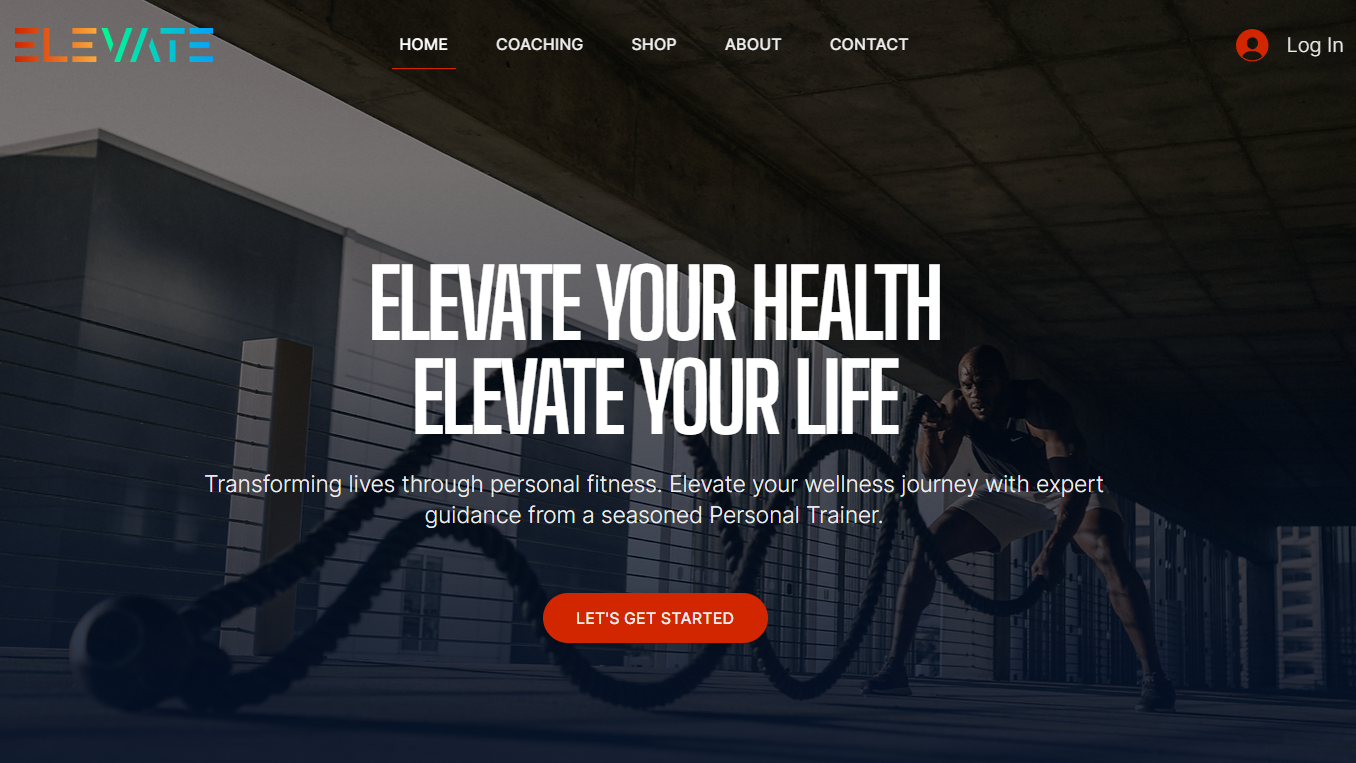 ELEVATE
HOME
COACHING
SHOP
ABOUT
CONTACT
Log In
ELEVATE YOUR HEALTH
ELEVATE YOUR LIFE
Transforming lives through personal fitness. Elevate your wellness journey with expert
guidance from a seasoned Personal Trainer.
LET'S GET STARTED